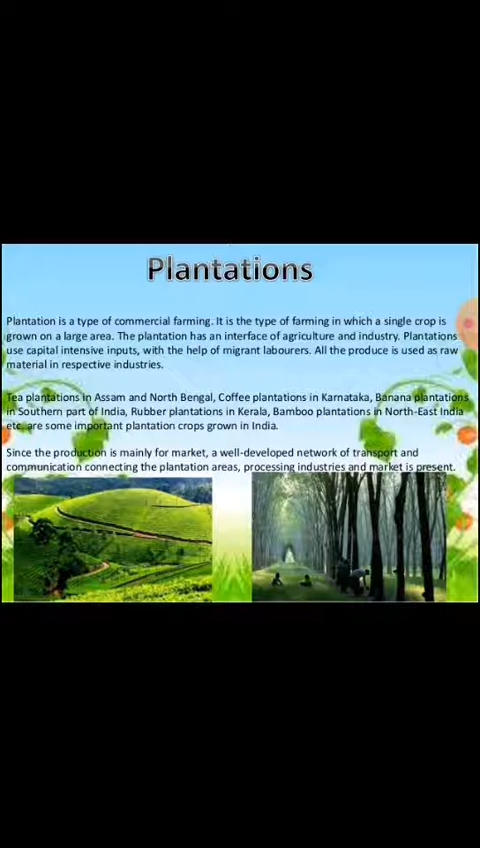 Plantations
Plantation is a type of commercial farming. It is the type of farming in which a single crop is
grown on a large area. The plantation has an interface of agriculture and industry. Plantations
use capital intensive inputs, with the help of migrant labourers. All the produce is used as raw
material in respective industries.
Tea plantations in Assam and North Bengal, Coffee plantations in Karnataka, Banana plantations
in Southern part of India, Rubber plantations in Kerala, Bamboo plantations in North-East India
etc. are some important plantation crops grown in India.
Since the production is mainly for market, a well-developed network of transport and
communication connecting the plantation areas, processing industries and market is present.